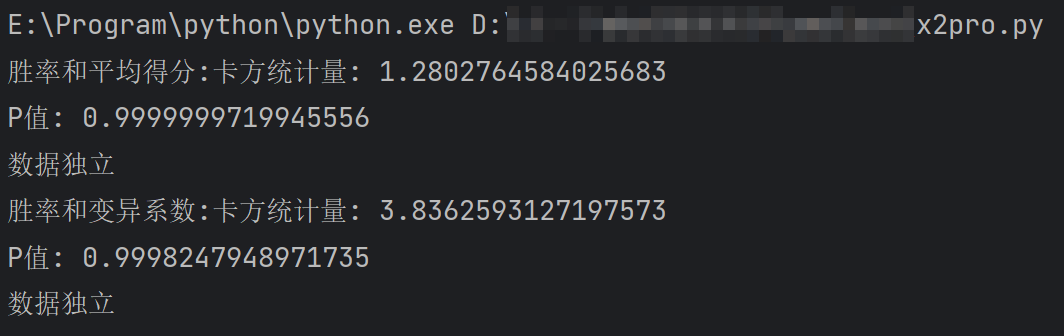 E:\Program\python\python.exe D:\x2pro.py
胜率和平均得分:卡方统计量: 1.2802764584025683
P值: 0.9999999719945556
数据独立
胜率和变异系数:卡方统计量: 3.8362593127197573
P值: 0.9998247948971735
数据独立